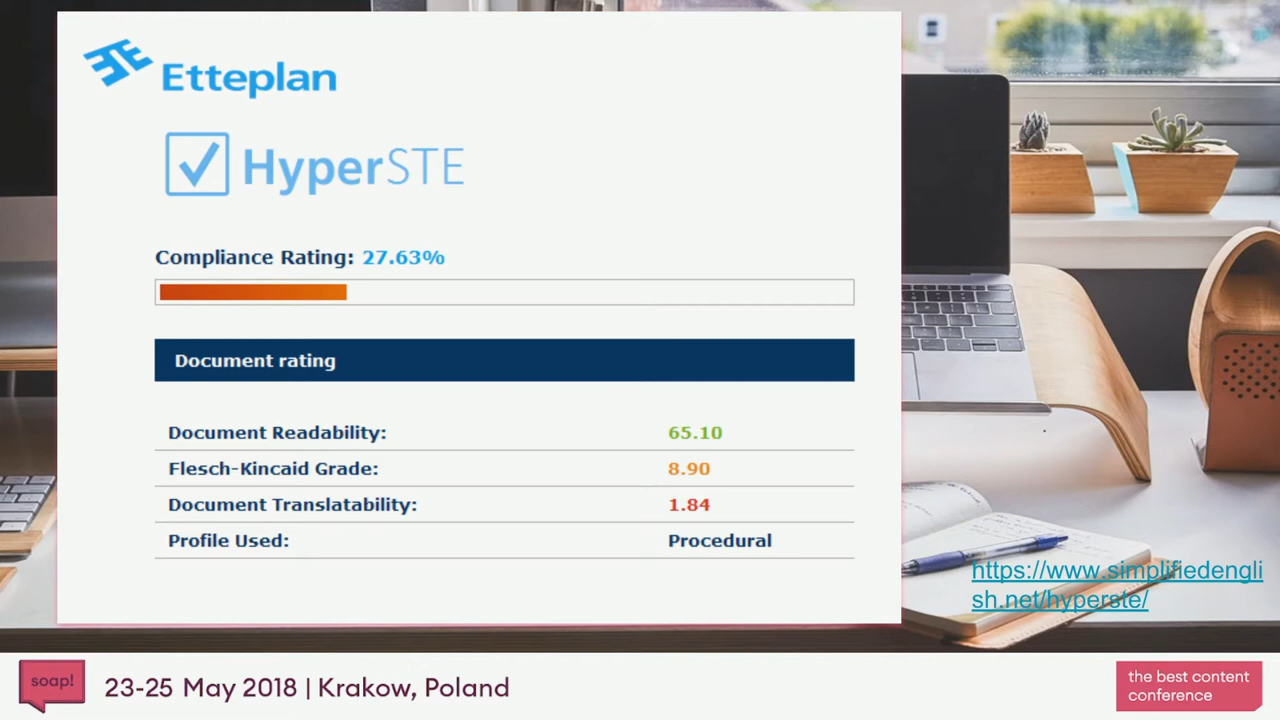 Etteplan
HyperSTE
Compliance Rating: 27.63%
Document rating
Document Readability: 65.10
Flesch-Kincaid Grade: 8.90
Document Translatability: 1.84
Profile Used: Procedural
https://www.simplifiedengli
sh.net/hyperste/
soap!
23-25 May 2018 | Krakow, Poland
the best content
conference